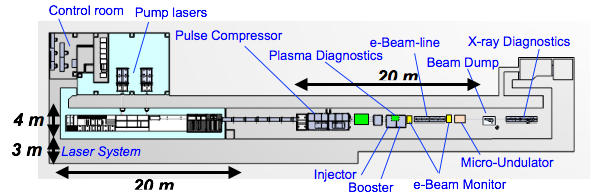 Control room
Pump lasers
Pulse Compressor
Plasma Diagnostics
e-Beam-line
X-ray Diagnostics
20 m
Beam Dump
4 m
3 m
Laser System
20 m
Injector
Booster
e-Beam Monitor
Micro-Undulator